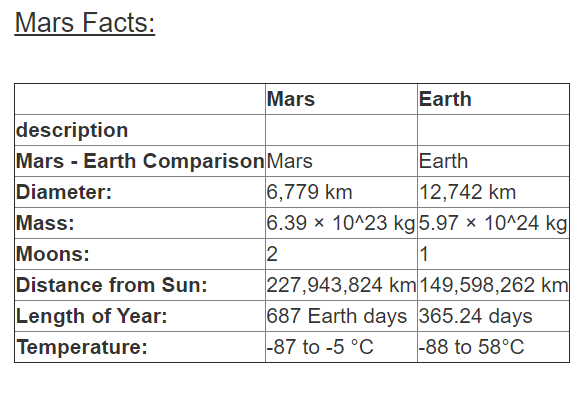 Mars Facts:
Mars Earth
description
Mars - Earth Comparison Mars Earth
Diameter: 6,779 km 12,742 km
Mass: 6.39 × 10^23 kg 5.97 × 10^24 kg
Moons: 2 1
Distance from Sun: 227,943,824 km 149,598,262 km
Length of Year: 687 Earth days 365.24 days
Temperature: -87 to -5 °C -88 to 58°C